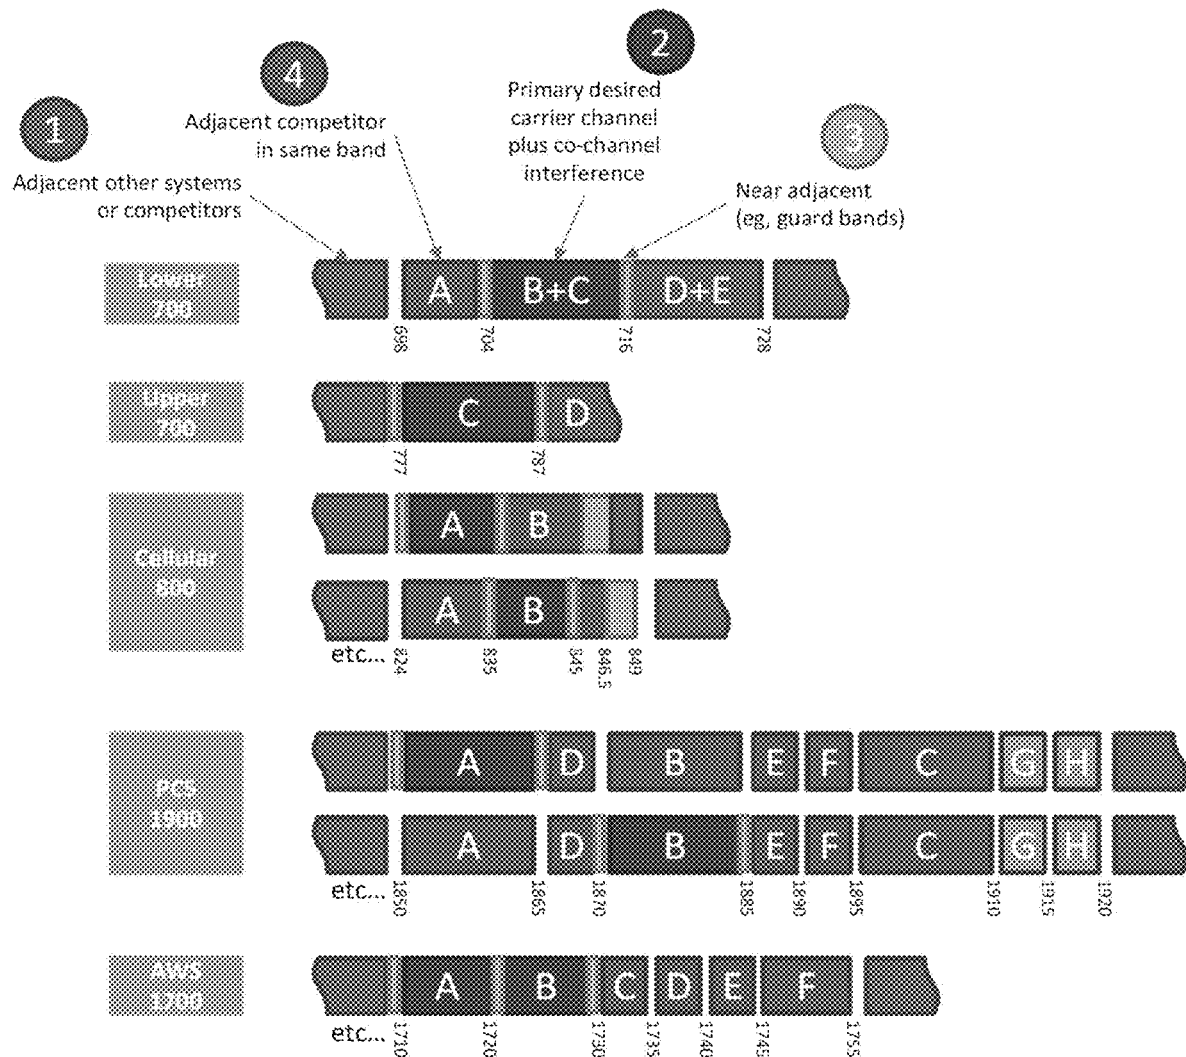 2
4
Primary desired
carrier channel
plus co-channel
interference
1
Adjacent competitor
in same band
3
Adjacent other systems
or competitors
Near adjacent
(eg, guard bands)
Lower
700
A
B+C
D+E
698
704
716
728
Upper
700
C
D
777
787
Cellular
800
A
B
A
B
etc...
824
835
845
846.5
849
PCS
1900
A
D
B
E
F
C
G
H
A
D
B
E
F
C
G
H
etc...
1850
1865
1870
1885
1890
1895
1910
1915
1920
AWS
1700
A
B
C
D
E
F
etc...
1710
1720
1730
1735
1740
1745
1755